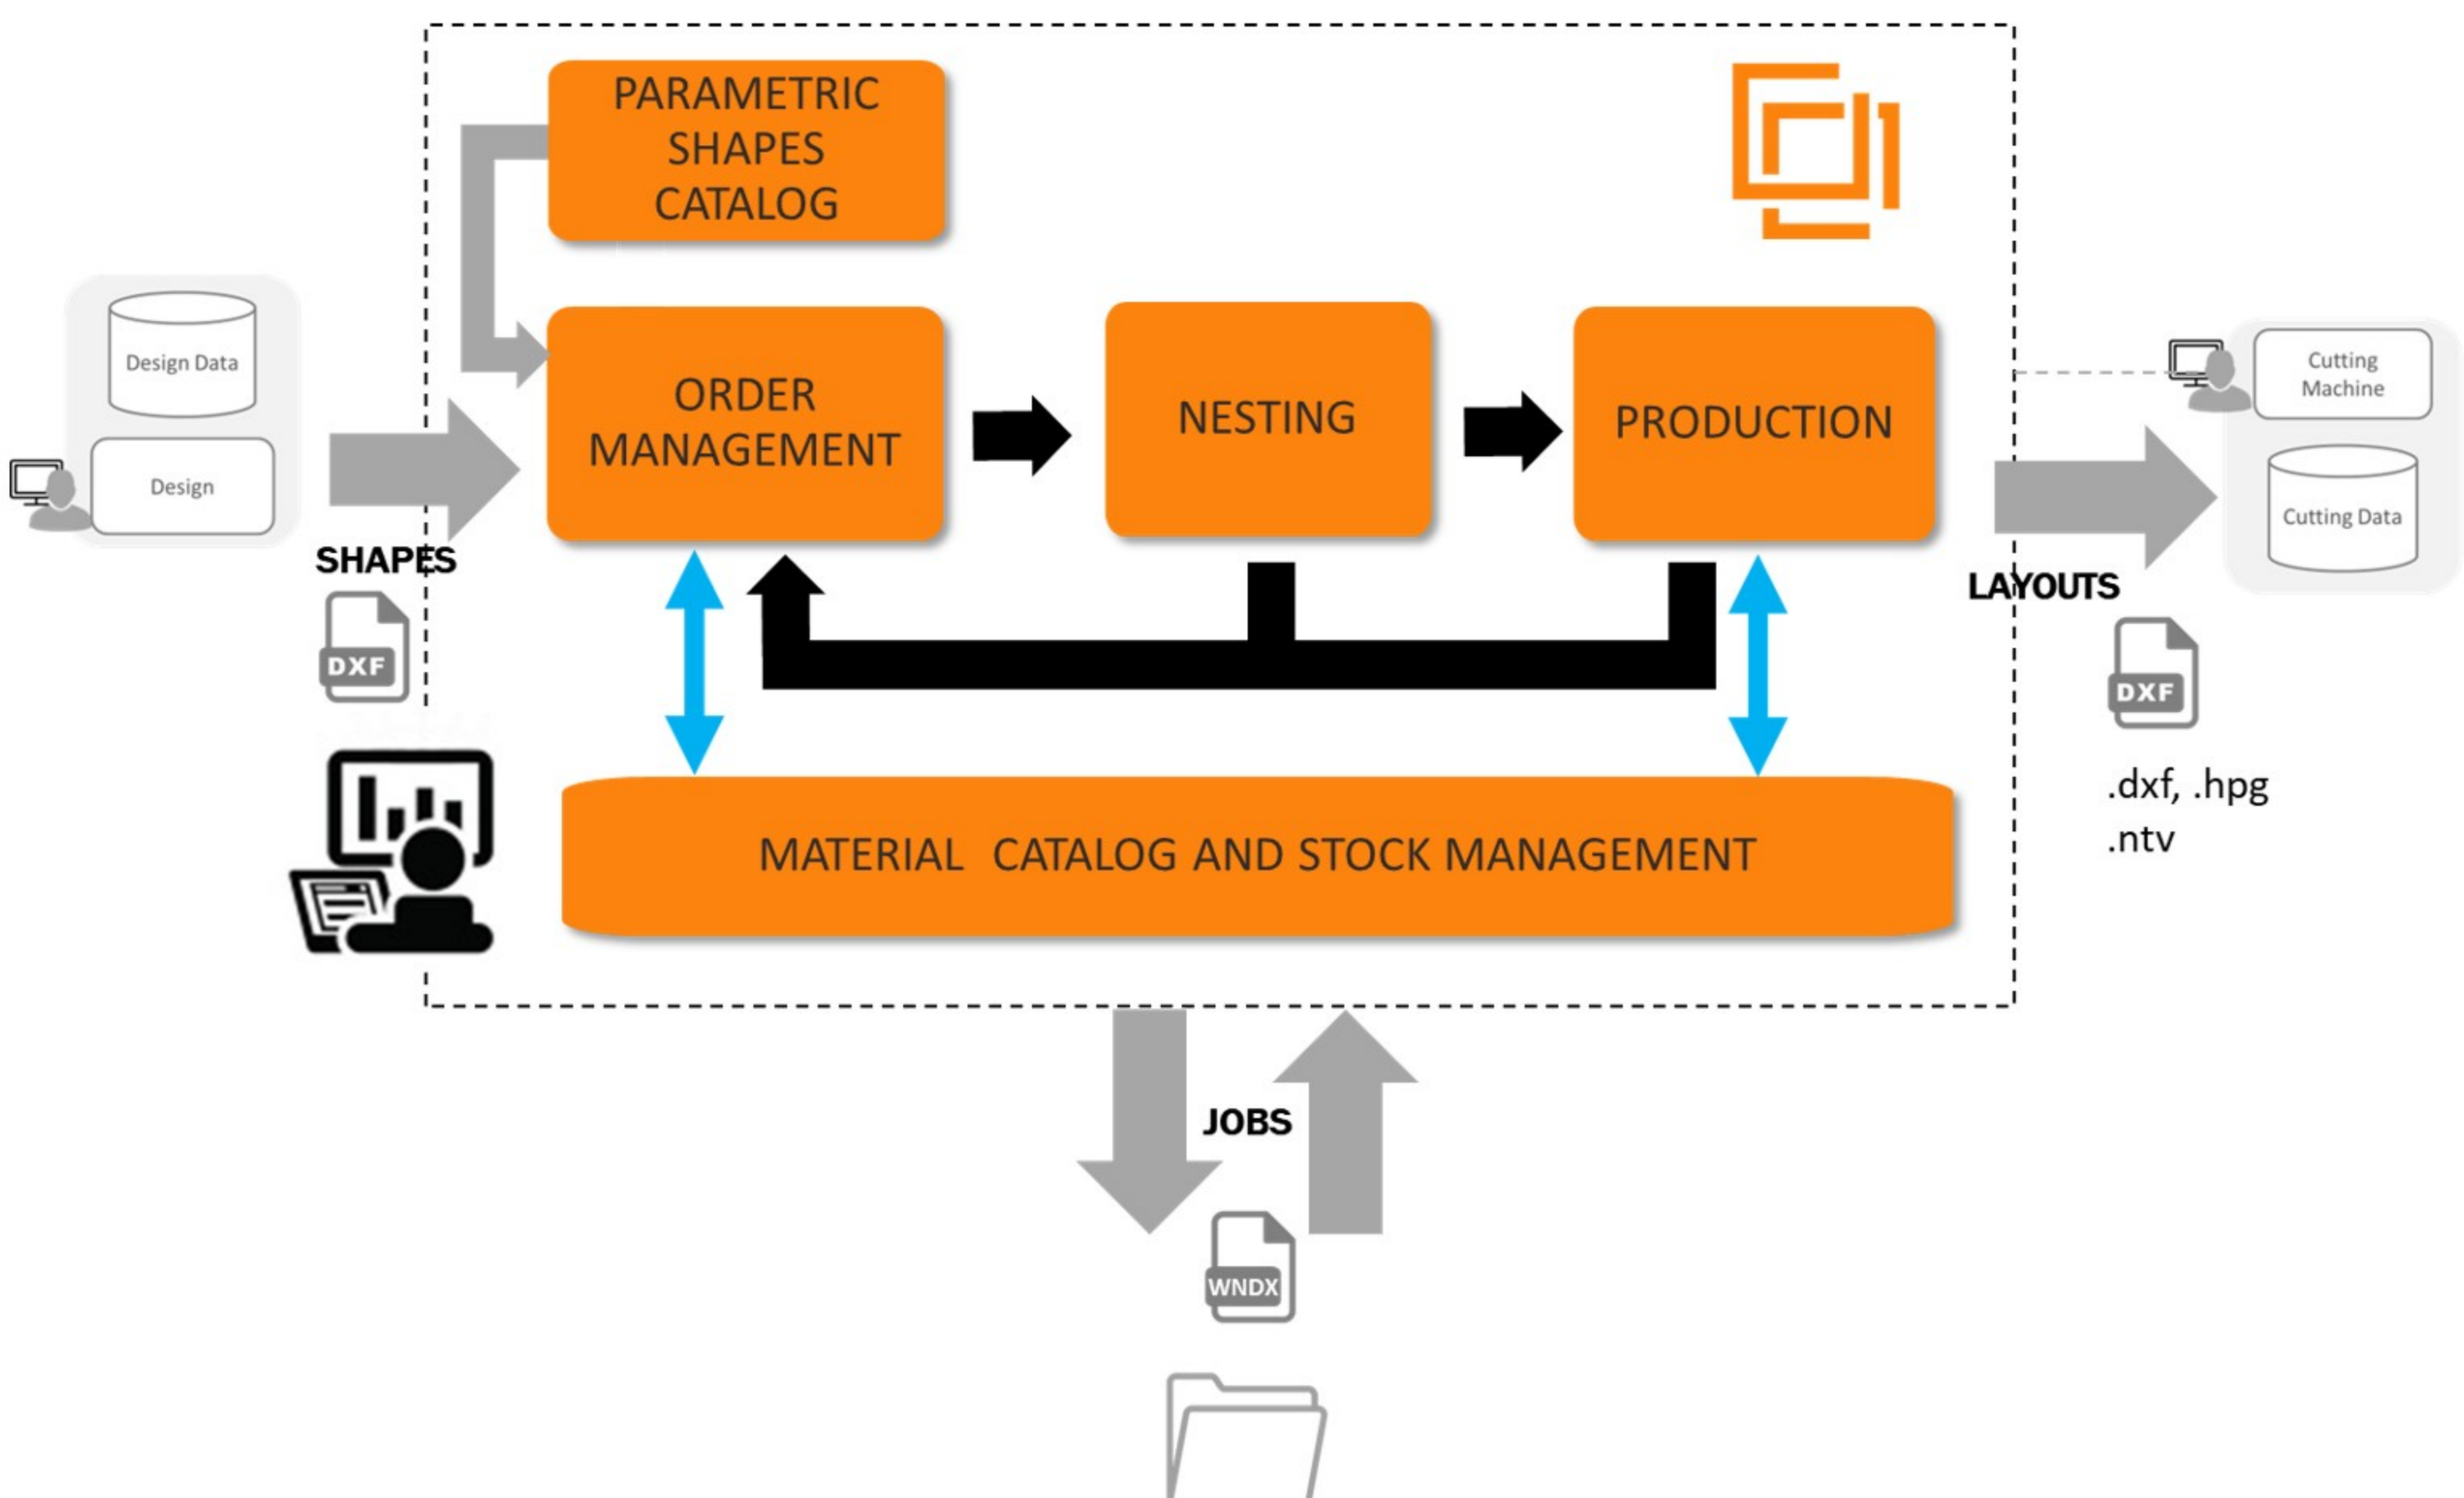 PARAMETRIC
SHAPES
CATALOG
Design Data
Design
SHAPES
DXF
ORDER
MANAGEMENT
NESTING
PRODUCTION
Cutting
Machine
Cutting Data
LAYOUTS
DXF
.dxf, .hpg
.ntv
MATERIAL  CATALOG AND STOCK MANAGEMENT
JOBS
WNDX